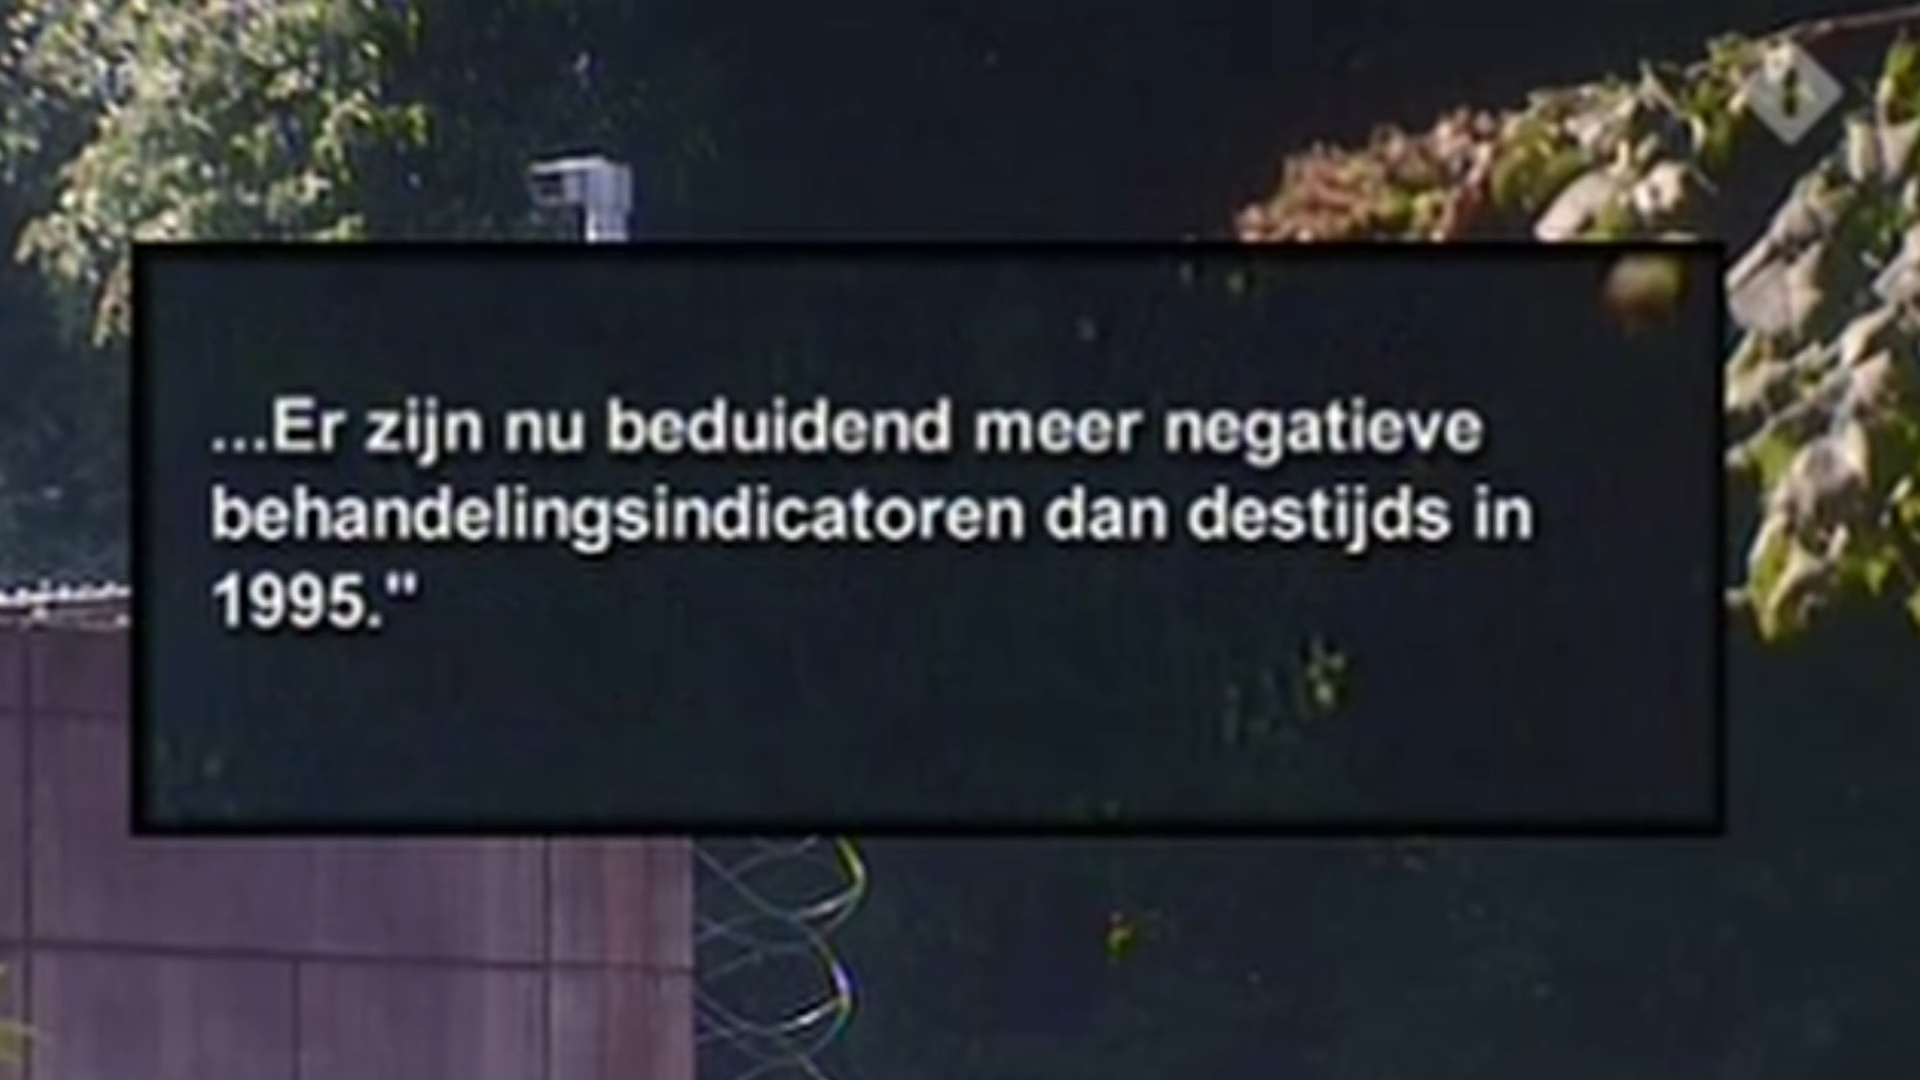 ...Er zijn nu beduidend meer negatieve
behandelingsindicatoren dan destijds in
1995."